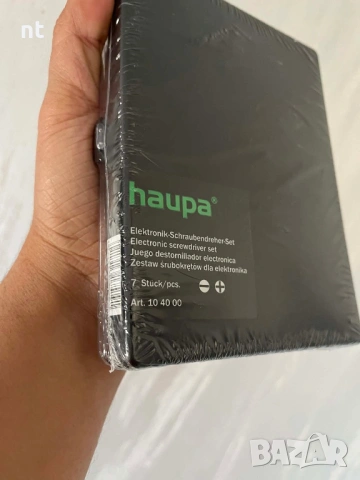 nt
haupa®
Elektronik-Schraubendreher-Set
Electronic screwdriver set
Juego destornillador electronica
Zestaw śrubokrętow dla elektronika
7 Stück/pcs.
Art. 10 40 00
BAZAR